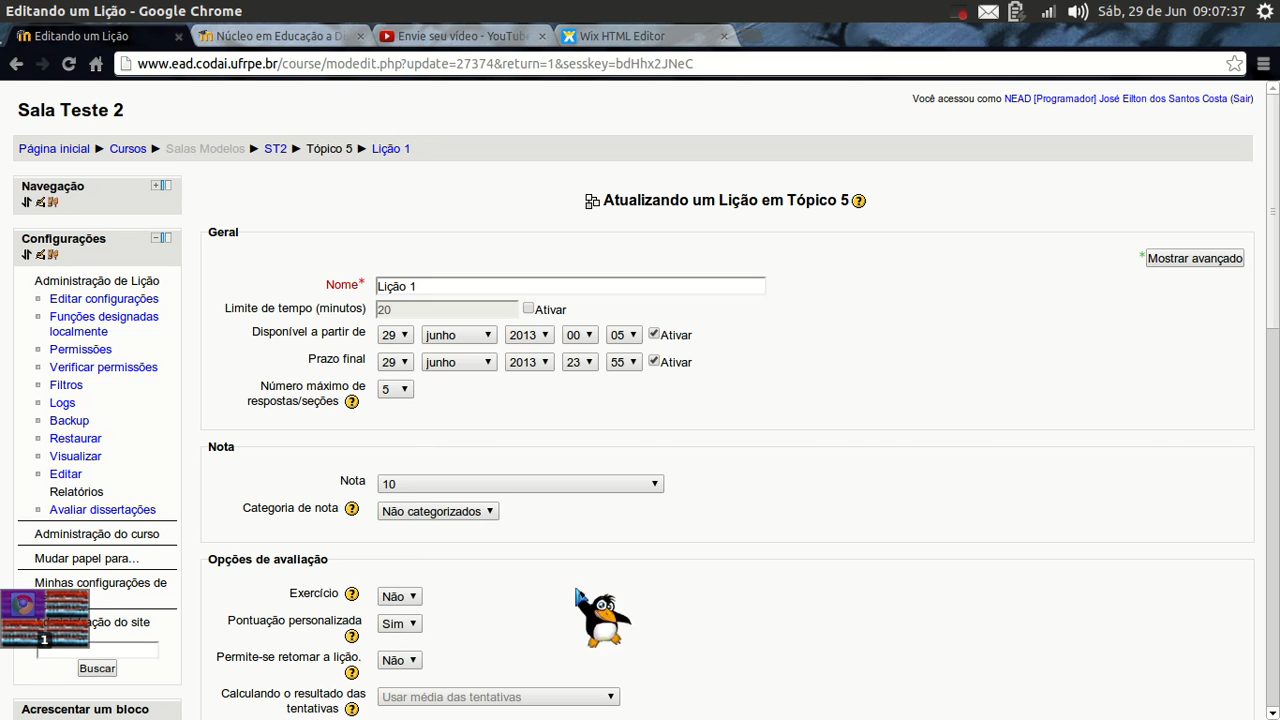 Editando um Lição - Google Chrome
Sáb, 29 de Jun 09:07:37
Editando um Lição
Núcleo em Educação a D
Envie seu vídeo - YouTub
Wix HTML Editor
www.ead.codai.ufrpe.br/course/modedit.php?update=27374&return=1&sesskey=bdHhx2JNeC
Sala Teste 2
Você acessou como NEAD [Programador] José Eilton dos Santos Costa (Sair)
Página inicial ► Cursos ► Salas Modelos ► ST2 ► Tópico 5 ► Lição 1
Navegação
Configurações
Administração de Lição
Editar configurações
Funções designadas
localmente
Permissões
Verificar permissões
Filtros
Logs
Backup
Restaurar
Visualizar
Editar
Relatórios
Avaliar dissertações
Administração do curso
Mudar papel para...
Minhas configurações de
ção do site
1
Buscar
Acrescentar um bloco
Atualizando um Lição em Tópico 5
Geral
* Mostrar avançado
Nome* Lição 1
Limite de tempo (minutos) 20 Ativar
Disponível a partir de 29 junho 2013 00 05 Ativar
Prazo final 29 junho 2013 23 55 Ativar
Número máximo de
respostas/seções 5
Nota
Nota 10
Categoria de nota Não categorizados
Opções de avaliação
Exercício Não
Pontuação personalizada Sim
Permite-se retomar a lição. Não
Calculando o resultado das
tentativas Usar média das tentativas